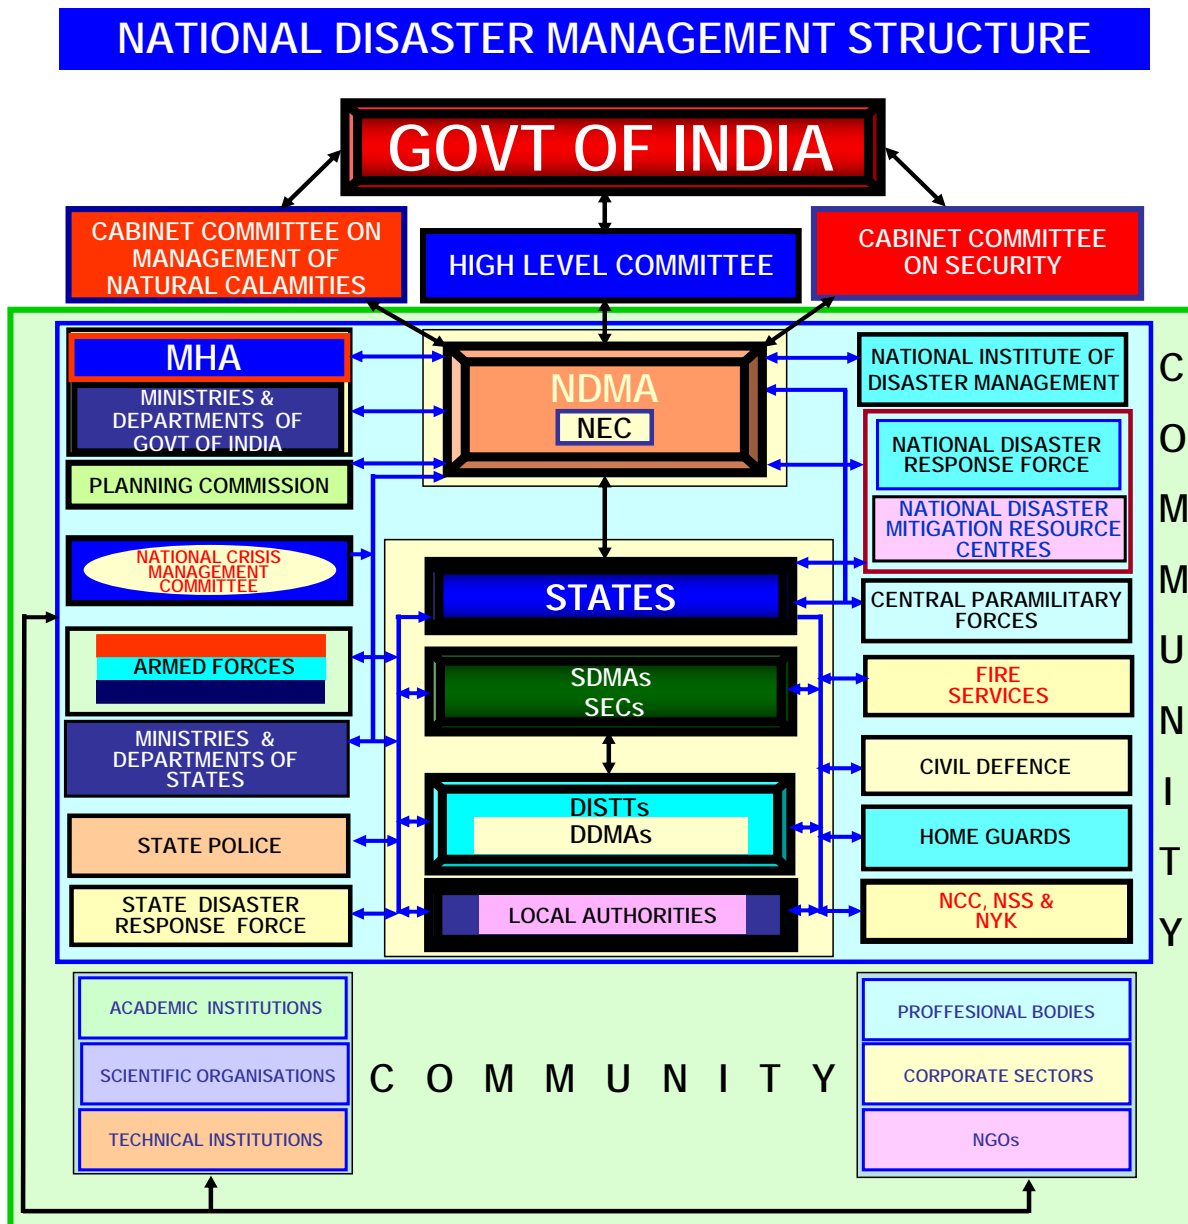 NATIONAL DISASTER MANAGEMENT STRUCTURE
GOVT OF INDIA
CABINET COMMITTEE ON
MANAGEMENT OF
NATURAL CALAMITIES
HIGH LEVEL COMMITTEE
CABINET COMMITTEE
ON SECURITY
MHA
MINISTRIES &
DEPARTMENTS OF
GOVT OF INDIA
PLANNING COMMISSION
NATIONAL CRISIS
MANAGEMENT
COMMITTEE
ARMED FORCES
MINISTRIES &
DEPARTMENTS OF
STATES
STATE POLICE
STATE DISASTER
RESPONSE FORCE
NDMA
NEC
STATES
SDMAs
SECs
DISTTs
DDMAs
LOCAL AUTHORITIES
NATIONAL INSTITUTE OF
DISASTER MANAGEMENT
NATIONAL DISASTER
RESPONSE FORCE
NATIONAL DISASTER
MITIGATION RESOURCE
CENTRES
CENTRAL PARAMILITARY
FORCES
FIRE
SERVICES
CIVIL DEFENCE
HOME GUARDS
NCC, NSS &
NYK
C O M M U N I T Y
ACADEMIC INSTITUTIONS
SCIENTIFIC ORGANISATIONS
TECHNICAL INSTITUTIONS
C O M M U N I T Y
PROFFESIONAL BODIES
CORPORATE SECTORS
NGOs